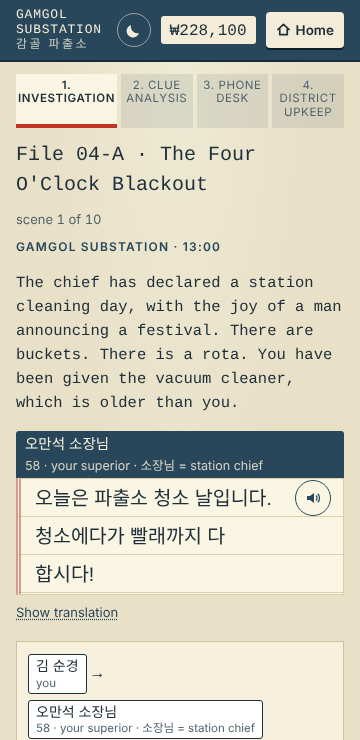 GAMGOL
SUBSTATION
감골 파출소
₩228,100
Home
1.
INVESTIGATION
2. CLUE
ANALYSIS
3. PHONE
DESK
4.
DISTRICT
UPKEEP
File 04-A · The Four
O'Clock Blackout
scene 1 of 10
GAMGOL SUBSTATION · 13:00
The chief has declared a station
cleaning day, with the joy of a man
announcing a festival. There are
buckets. There is a rota. You have
been given the vacuum cleaner,
which is older than you.
오만석 소장님
58 · your superior · 소장님 = station chief
오늘은 파출소 청소 날입니다.
청소에다가 빨래까지 다
합시다!
Show translation
김 순경
you
→
오만석 소장님
58 · your superior · 소장님 = station chief